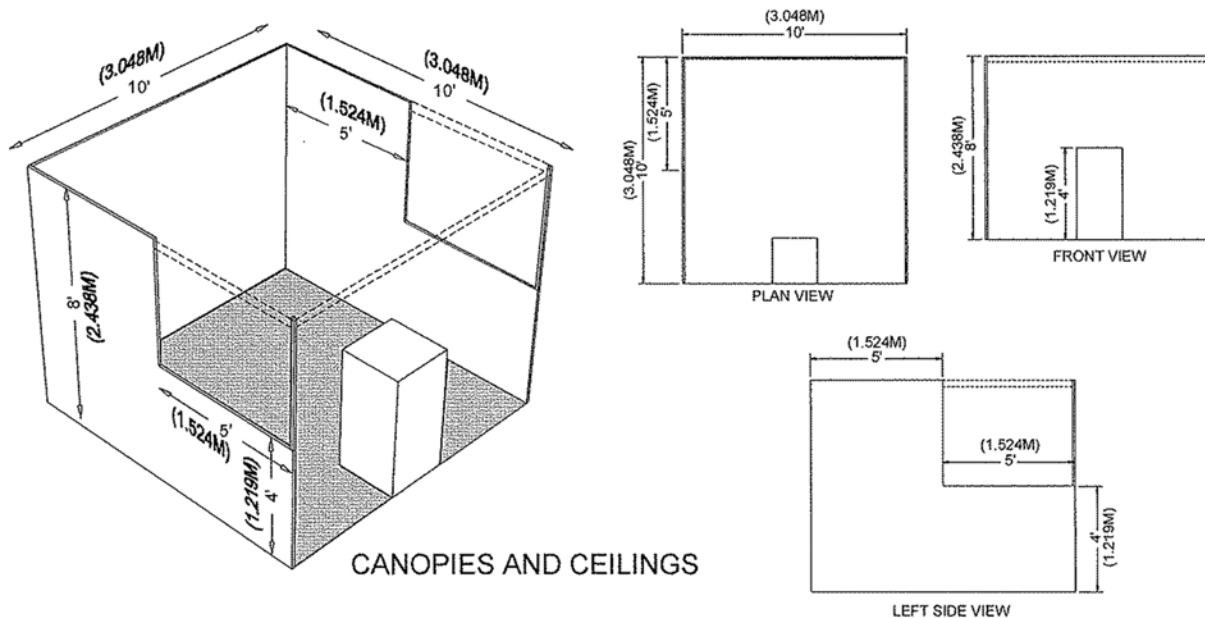 (3.048M)
10'
(3.048M)
10'
(1.524M)
5'
8'
(2.438M)
5'
(1.524M)
4'
(1.219M)
CANOPIES AND CEILINGS
(3.048M)
10'
(3.048M)
10'
(1.524M)
5'
PLAN VIEW
(2.438M)
8'
(1.219M)
4'
FRONT VIEW
(1.524M)
5'
(1.524M)
5'
4'
(1.219M)
LEFT SIDE VIEW